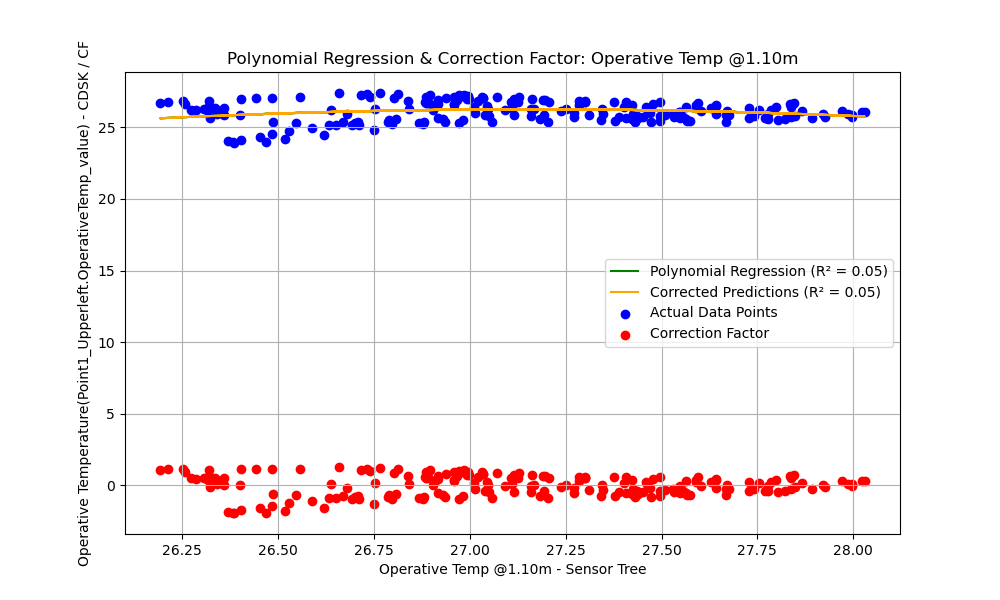 Polynomial Regression & Correction Factor: Operative Temp @1.10m
Operative Temperature(Point1_Upperleft.OperativeTemp_value) - CDSK / CF
25
20
15
10
5
0
Polynomial Regression (R² = 0.05)
Corrected Predictions (R² = 0.05)
Actual Data Points
Correction Factor
26.25 26.50 26.75 27.00 27.25 27.50 27.75 28.00
Operative Temp @1.10m - Sensor Tree